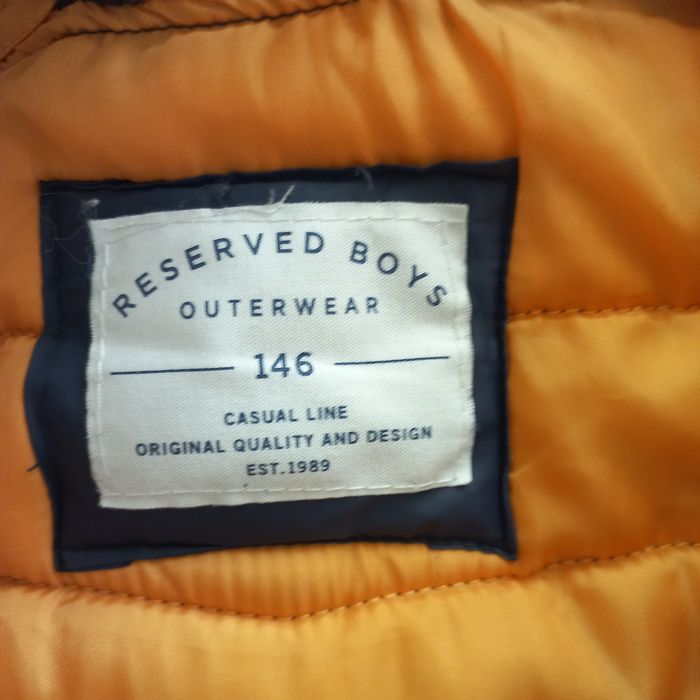 RESERVED BOYS
OUTERWEAR
146
CASUAL LINE
ORIGINAL QUALITY AND DESIGN
EST.1989